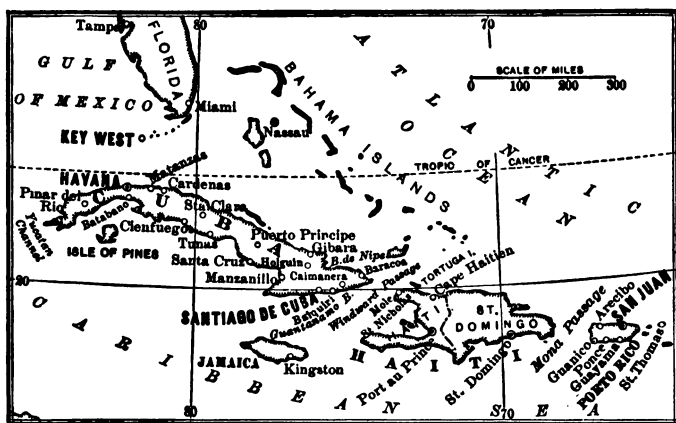 80
70
Tampa
FLORIDA
GULF
OF MEXICO
Miami
KEY WEST
ATLANTIC
OCEAN
SCALE OF MILES
0 100 200 300
BAHAMA ISLANDS
Nassau
TROPIC OF CANCER
HAVANA
Matanzas
Cardenas
Pinar del
Rio
CUBA
Batabano
Sta Clara
Yucatan
Channel
Cienfuegos
ISLE OF PINES
Tunas
Puerto Principe
Gibara
Santa Cruz
Holguin
B. de Nipe
Manzanillo
Caimanera
Baracoa
20
SANTIAGO DE CUBA
Baiquiri
Guantanamo B.
Windward Passage
TORTUGA I.
Cape Haitien
Mole
St. Nicholas
HAITI
ST.
DOMINGO
Mona Passage
Arecibo
SAN JUAN
Guanico
Ponce
Guayama
PORTO RICO
St. Thomas
JAMAICA
Kingston
HAITI
Port au Prince
St. Domingo
CARIBBEAN SEA
80
70